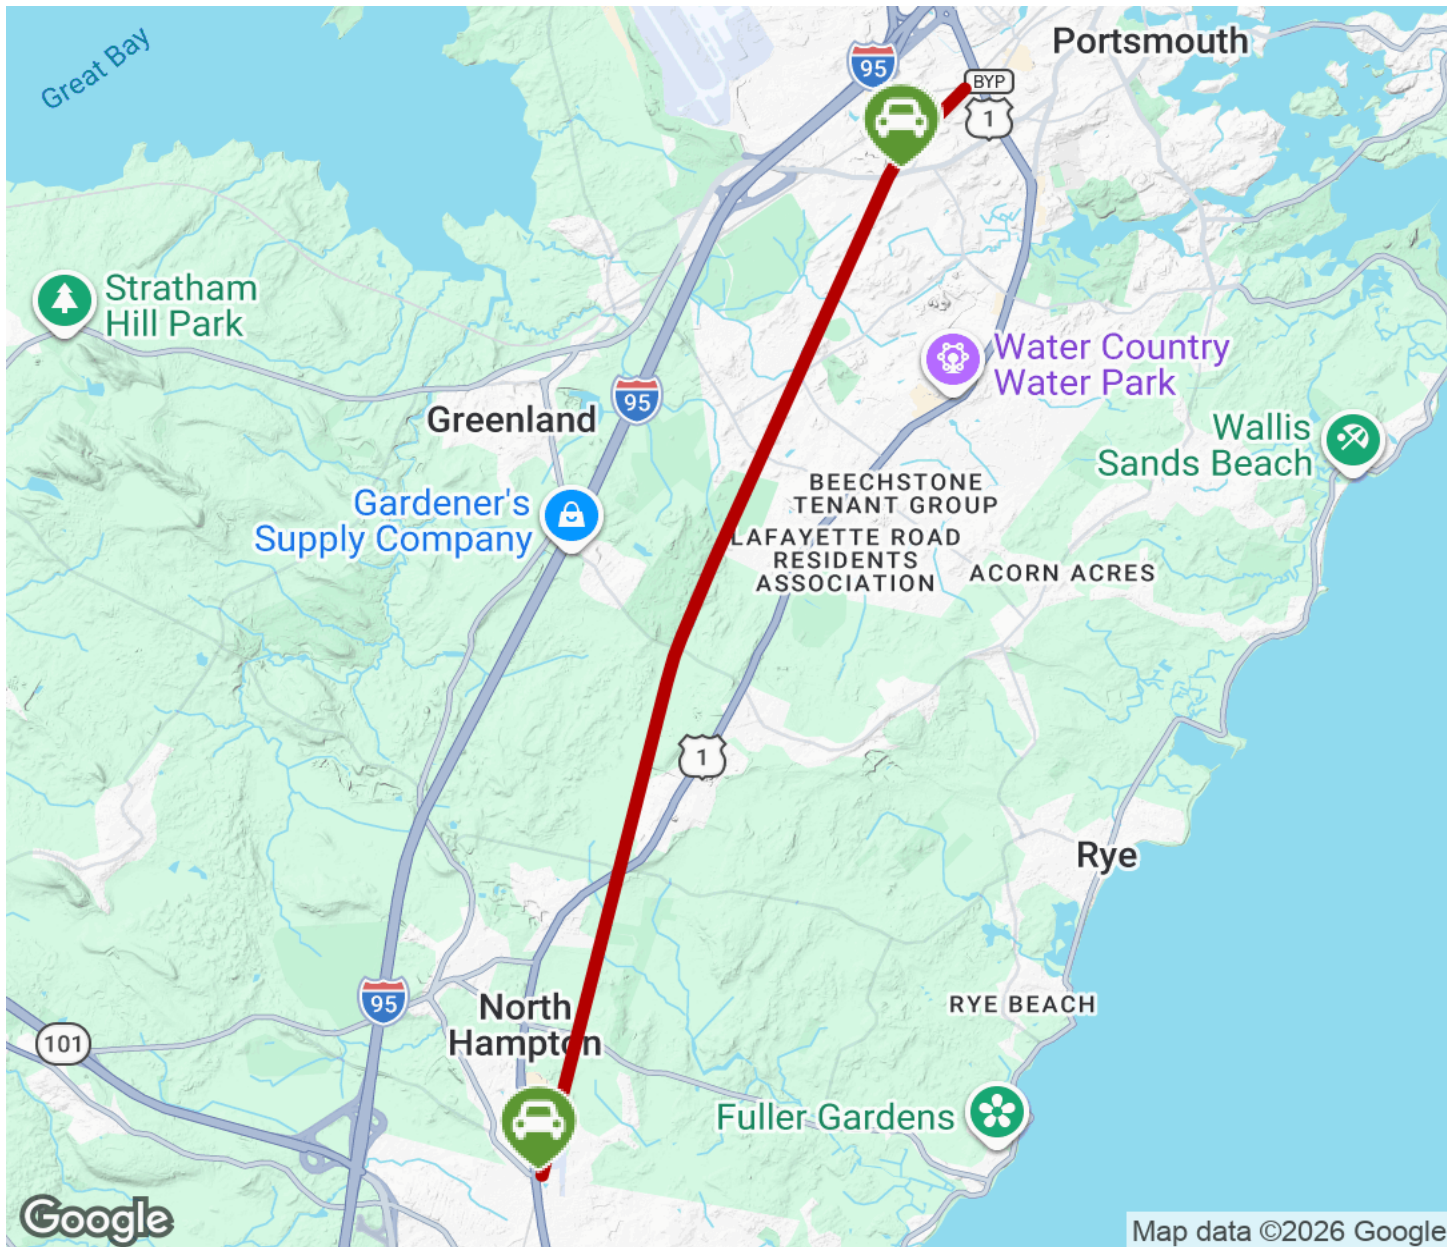 Great Bay
Portsmouth
95
BYP
1
Stratham
Hill Park
Water Country
Water Park
95
Greenland
Wallis
Sands Beach
BEECHSTONE
TENANT GROUP
Gardener's
Supply Company
LAFAYETTE ROAD
RESIDENTS
ASSOCIATION
ACORN ACRES
1
Rye
95
North
Hampton
RYE BEACH
101
Fuller Gardens
Google
Map data ©2026 Google